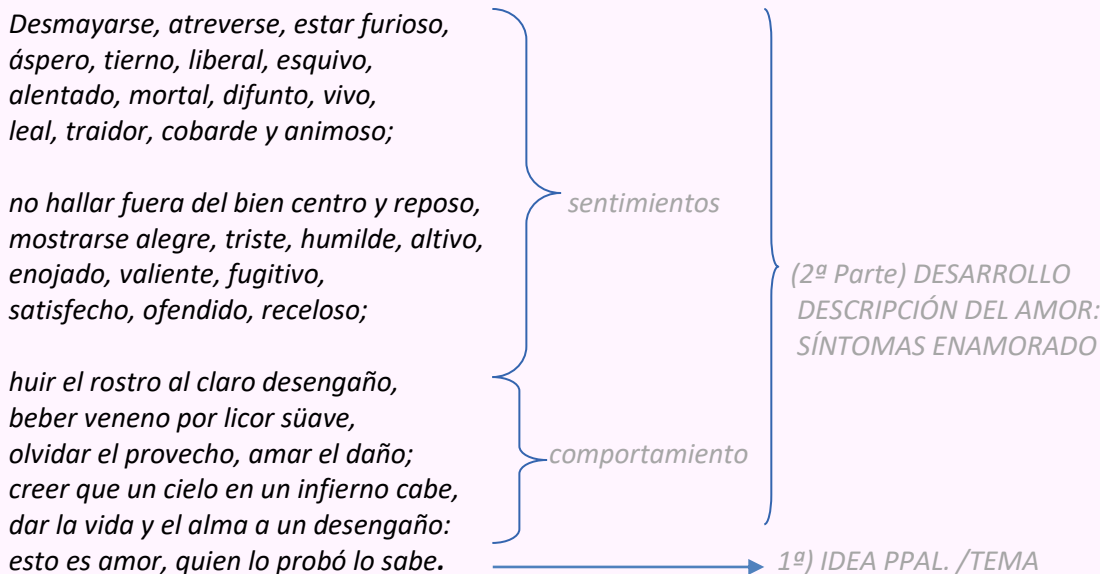 Desmayarse, atreverse, estar furioso,
áspero, tierno, liberal, esquivo,
alentado, mortal, difunto, vivo,
leal, traidor, cobarde y animoso;
no hallar fuera del bien centro y reposo,
mostrarse alegre, triste, humilde, altivo,
enojado, valiente, fugitivo,
satisfecho, ofendido, receloso;
huir el rostro al claro desengaño,
beber veneno por licor süave,
olvidar el provecho, amar el daño;
creer que un cielo en un infierno cabe,
dar la vida y el alma a un desengaño:
esto es amor, quien lo probó lo sabe.
sentimientos
comportamiento
(2ª Parte) DESARROLLO
DESCRIPCIÓN DEL AMOR:
SÍNTOMAS ENAMORADO
1ª) IDEA PPAL. /TEMA